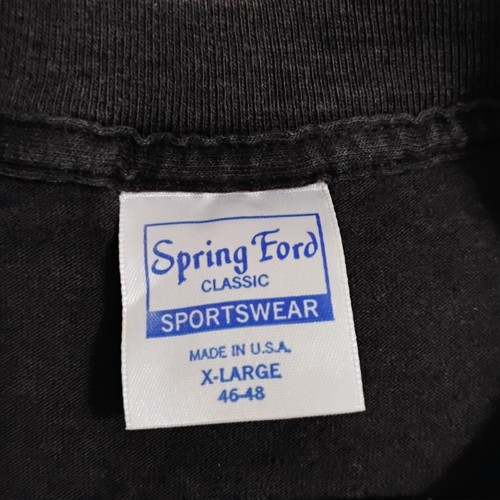 Spring Ford
CLASSIC
SPORTSWEAR
MADE IN U.S.A.
X-LARGE
46-48